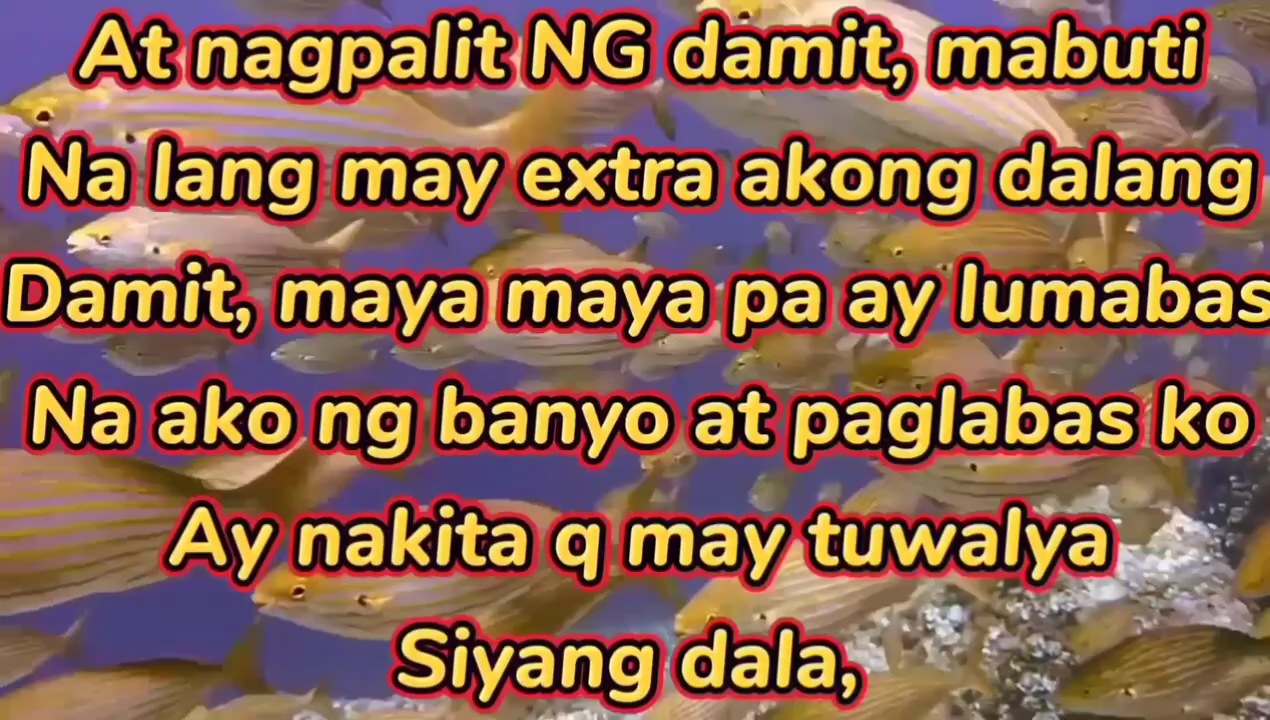 At nagpalit NG damit, mabuti
Na lang may extra akong dalang
Damit, maya maya pa ay lumabas
Na ako ng banyo at paglabas ko
Ay nakita q may tuwalya
Siyang dala,